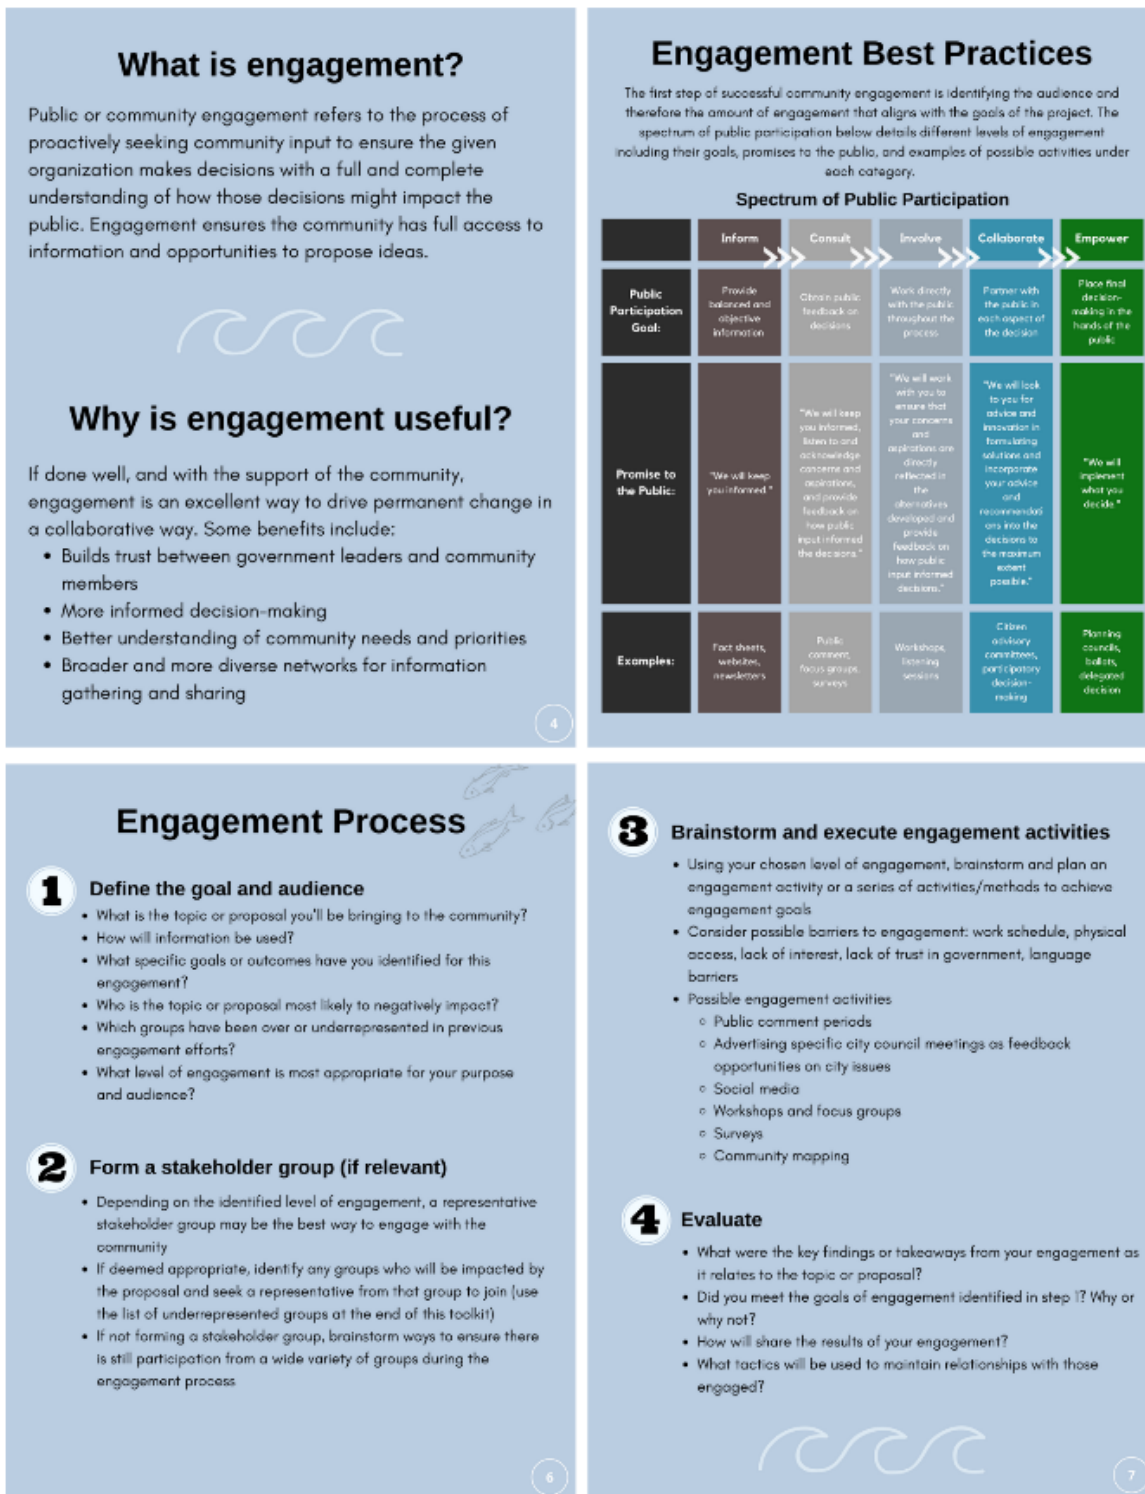 What is engagement?
Public or community engagement refers to the process of
proactively seeking community input to ensure the given
organization makes decisions with a full and complete
understanding of how those decisions might impact the
public. Engagement ensures the community has full access to
information and opportunities to propose ideas.
Why is engagement useful?
If done well, and with the support of the community,
engagement is an excellent way to drive permanent change in
a collaborative way. Some benefits include:
• Builds trust between government leaders and community
members
• More informed decision-making
• Better understanding of community needs and priorities
• Broader and more diverse networks for information
gathering and sharing
4
Engagement Best Practices
The first step of successful community engagement is identifying the audience and
therefore the amount of engagement that aligns with the goals of the project. The
spectrum of public participation below details different levels of engagement
including their goals, promises to the public, and examples of possible activities under
each category.
Spectrum of Public Participation
Inform
Consult
Involve
Collaborate
Empower
Public
Participation
Goal:
Provide
balanced and
objective
information
Obtain public
feedback on
decisions
Work directly
with the public
throughout the
process
Partner with
the public in
each aspect of
the decision
Place final
decision-
making in the
hands of the
public
Promise to
the Public:
"We will keep
you informed."
"We will keep
you informed,
listen to and
acknowledge
concerns and
aspirations,
and provide
feedback on
how public
input informed
the decisions."
"We will work
with you to
ensure that
your concerns
and
aspirations are
directly
reflected in
the
alternatives
developed and
provide
feedback on
how public
input informed
decisions."
"We will look
to you for
advice and
innovation in
formulating
solutions and
incorporate
your advice
and
recommendati
ons into the
decisions to
the maximum
extent
possible."
"We will
implement
what you
decide."
Examples:
Fact sheets,
websites,
newsletters
Public
comment,
focus groups,
surveys
Workshops,
listening
sessions
Citizen
advisory
committees,
participatory
decision-
making
Planning
councils,
ballots,
delegated
decision
Engagement Process
1 Define the goal and audience
• What is the topic or proposal you'll be bringing to the community?
• How will information be used?
• What specific goals or outcomes have you identified for this
engagement?
• Who is the topic or proposal most likely to negatively impact?
• Which groups have been over or underrepresented in previous
engagement efforts?
• What level of engagement is most appropriate for your purpose
and audience?
2 Form a stakeholder group (if relevant)
• Depending on the identified level of engagement, a representative
stakeholder group may be the best way to engage with the
community
• If deemed appropriate, identify any groups who will be impacted by
the proposal and seek a representative from that group to join (use
the list of underrepresented groups at the end of this toolkit)
• If not forming a stakeholder group, brainstorm ways to ensure there
is still participation from a wide variety of groups during the
engagement process
6
3 Brainstorm and execute engagement activities
• Using your chosen level of engagement, brainstorm and plan an
engagement activity or a series of activities/methods to achieve
engagement goals
• Consider possible barriers to engagement: work schedule, physical
access, lack of interest, lack of trust in government, language
barriers
• Possible engagement activities
○ Public comment periods
○ Advertising specific city council meetings as feedback
opportunities on city issues
○ Social media
○ Workshops and focus groups
○ Surveys
○ Community mapping
4 Evaluate
• What were the key findings or takeaways from your engagement as
it relates to the topic or proposal?
• Did you meet the goals of engagement identified in step 1? Why or
why not?
• How will share the results of your engagement?
• What tactics will be used to maintain relationships with those
engaged?
7